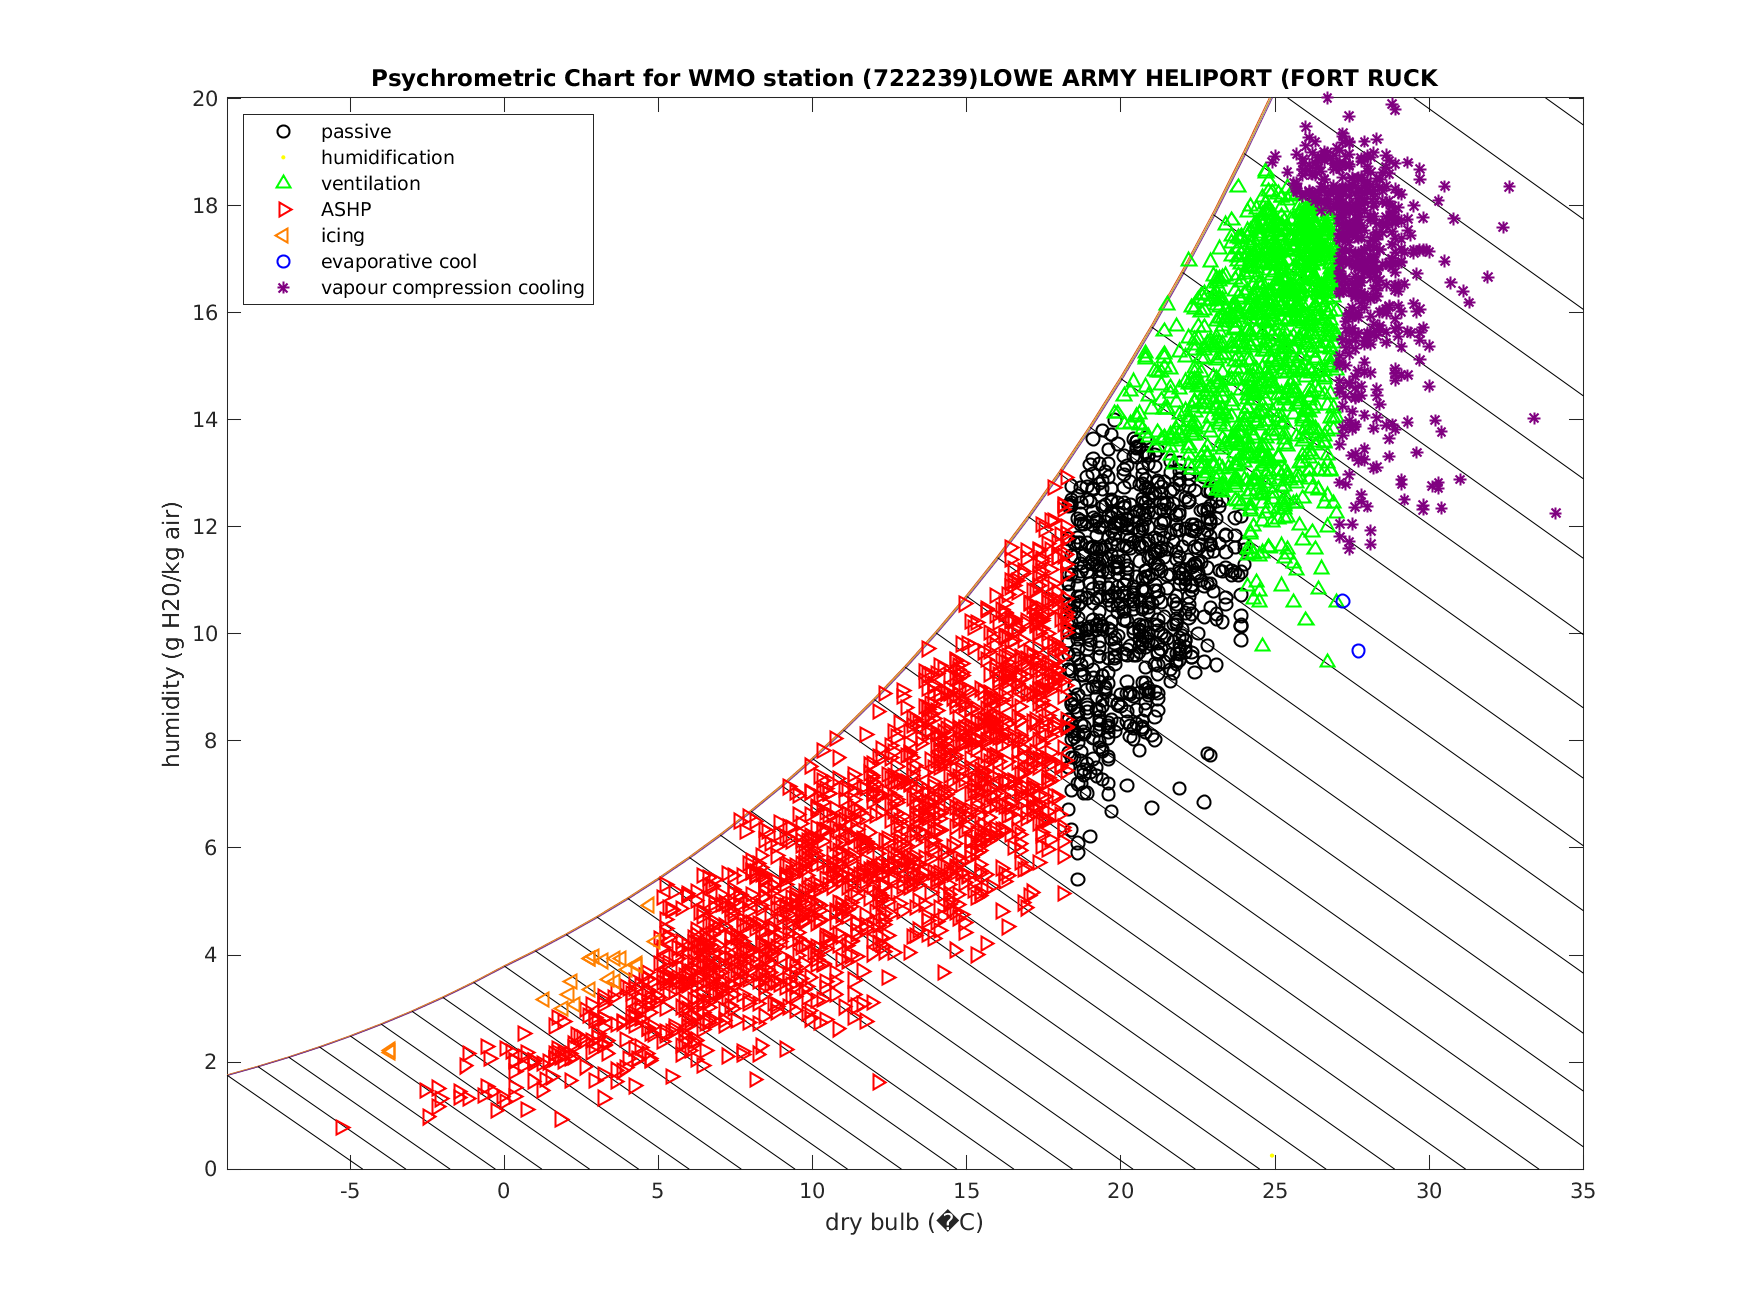 Psychrometric Chart for WMO station (722239)LOWE ARMY HELIPORT (FORT RUCK
passive
humidification
ventilation
ASHP
icing
evaporative cool
vapour compression cooling
20
18
16
14
12
10
8
6
4
2
0
humidity (g H20/kg air)
-5 0 5 10 15 20 25 30 35
dry bulb (�C)